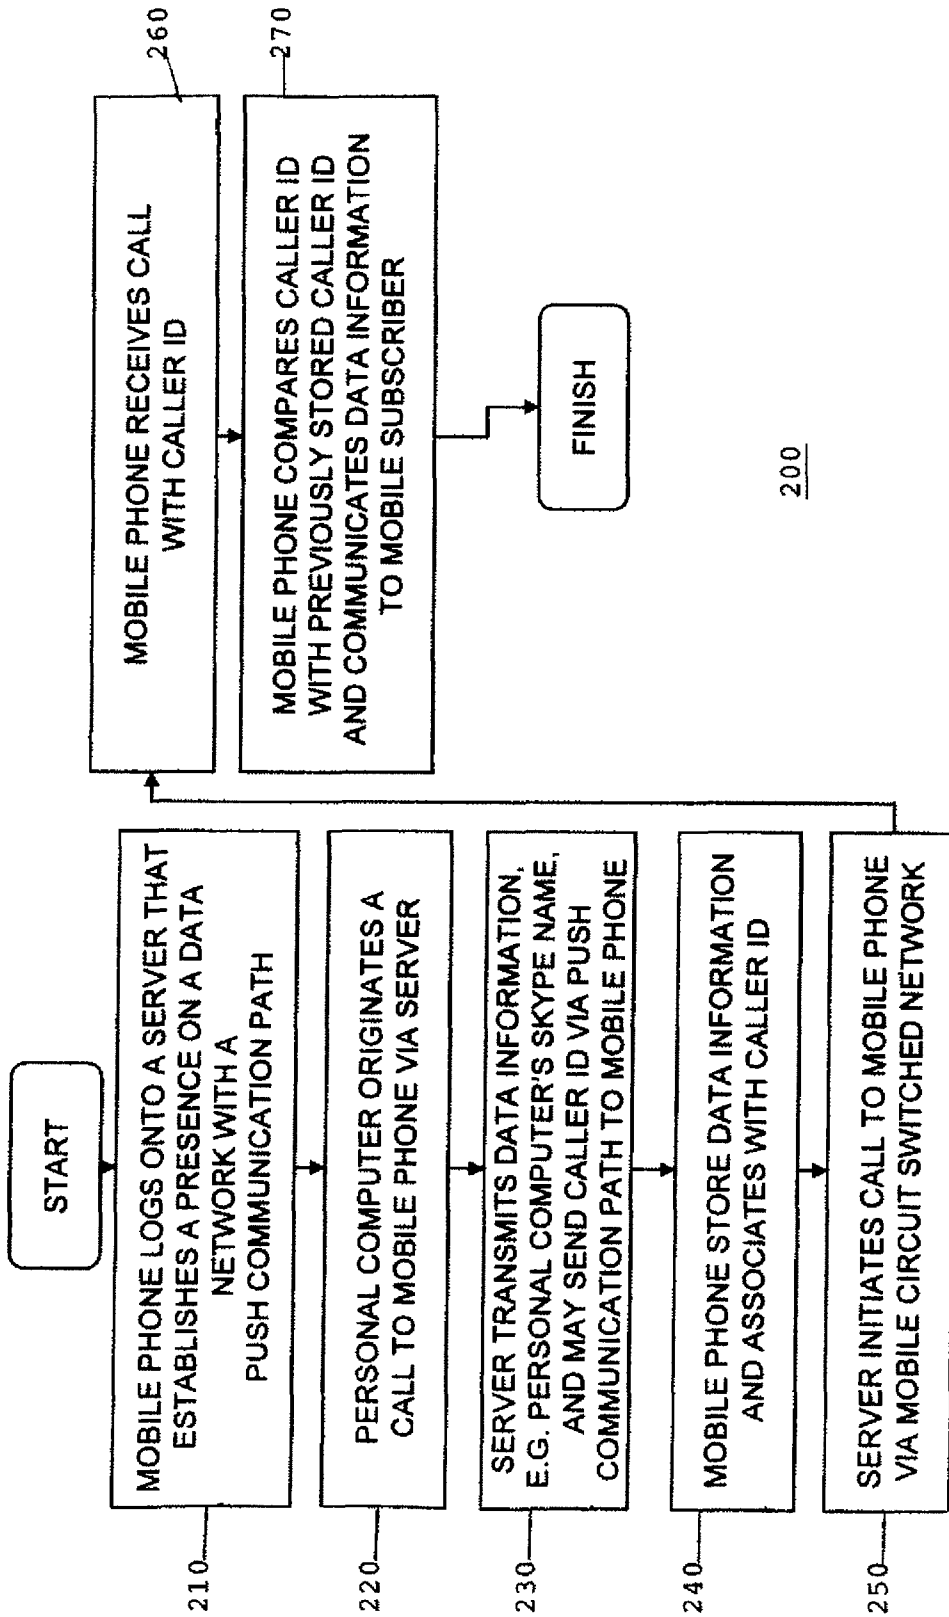 START
210
MOBILE PHONE LOGS ONTO A SERVER THAT
ESTABLISHES A PRESENCE ON A DATA
NETWORK WITH A
PUSH COMMUNICATION PATH
220
PERSONAL COMPUTER ORIGINATES A
CALL TO MOBILE PHONE VIA SERVER
230
SERVER TRANSMITS DATA INFORMATION,
E.G. PERSONAL COMPUTER'S SKYPE NAME,
AND MAY SEND CALLER ID VIA PUSH
COMMUNICATION PATH TO MOBILE PHONE
240
MOBILE PHONE STORE DATA INFORMATION
AND ASSOCIATES WITH CALLER ID
250
SERVER INITIATES CALL TO MOBILE PHONE
VIA MOBILE CIRCUIT SWITCHED NETWORK
260
MOBILE PHONE RECEIVES CALL
WITH CALLER ID
270
MOBILE PHONE COMPARES CALLER ID
WITH PREVIOUSLY STORED CALLER ID
AND COMMUNICATES DATA INFORMATION
TO MOBILE SUBSCRIBER
FINISH
200